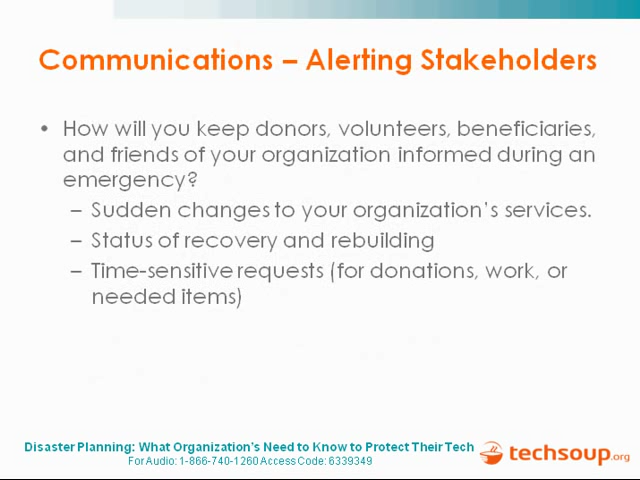 Communications – Alerting Stakeholders
• How will you keep donors, volunteers, beneficiaries,
and friends of your organization informed during an
emergency?
– Sudden changes to your organization's services.
– Status of recovery and rebuilding
– Time-sensitive requests (for donations, work, or
needed items)
Disaster Planning: What Organization's Need to Know to Protect Their Tech
For Audio: 1-866-740-1260 Access Code: 6339349
techsoup.org